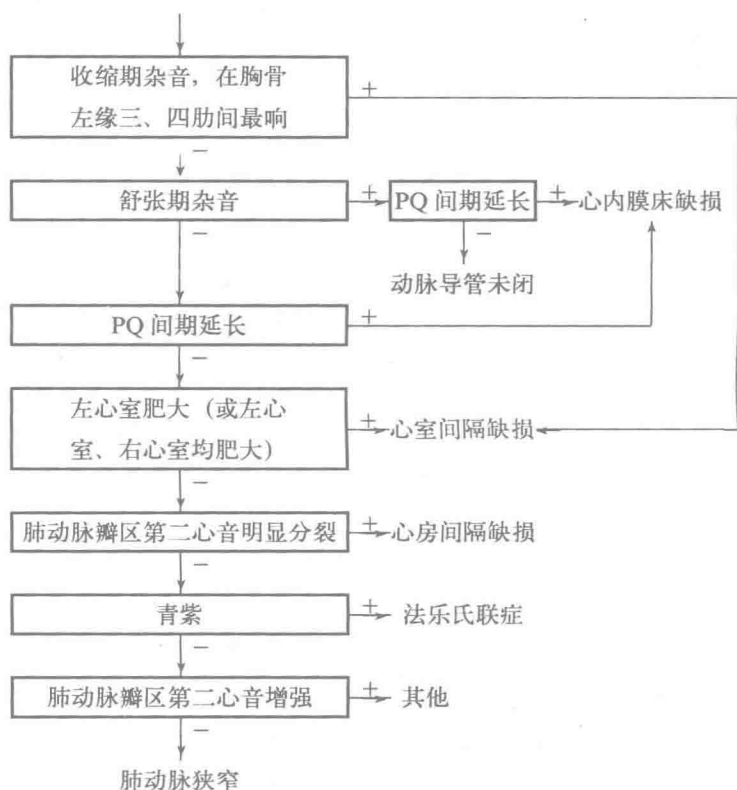 收缩期杂音，在胸骨
左缘三、四肋间最响
+
−
舒张期杂音
+
PQ 间期延长
+
心内膜床缺损
−
−
动脉导管未闭
PQ 间期延长
+
−
左心室肥大（或左心
室、右心室均肥大）
+
心室间隔缺损
−
肺动脉瓣区第二心音明显分裂
+
心房间隔缺损
−
青紫
+
法乐氏联症
−
肺动脉瓣区第二心音增强
+
其他
−
肺动脉狭窄